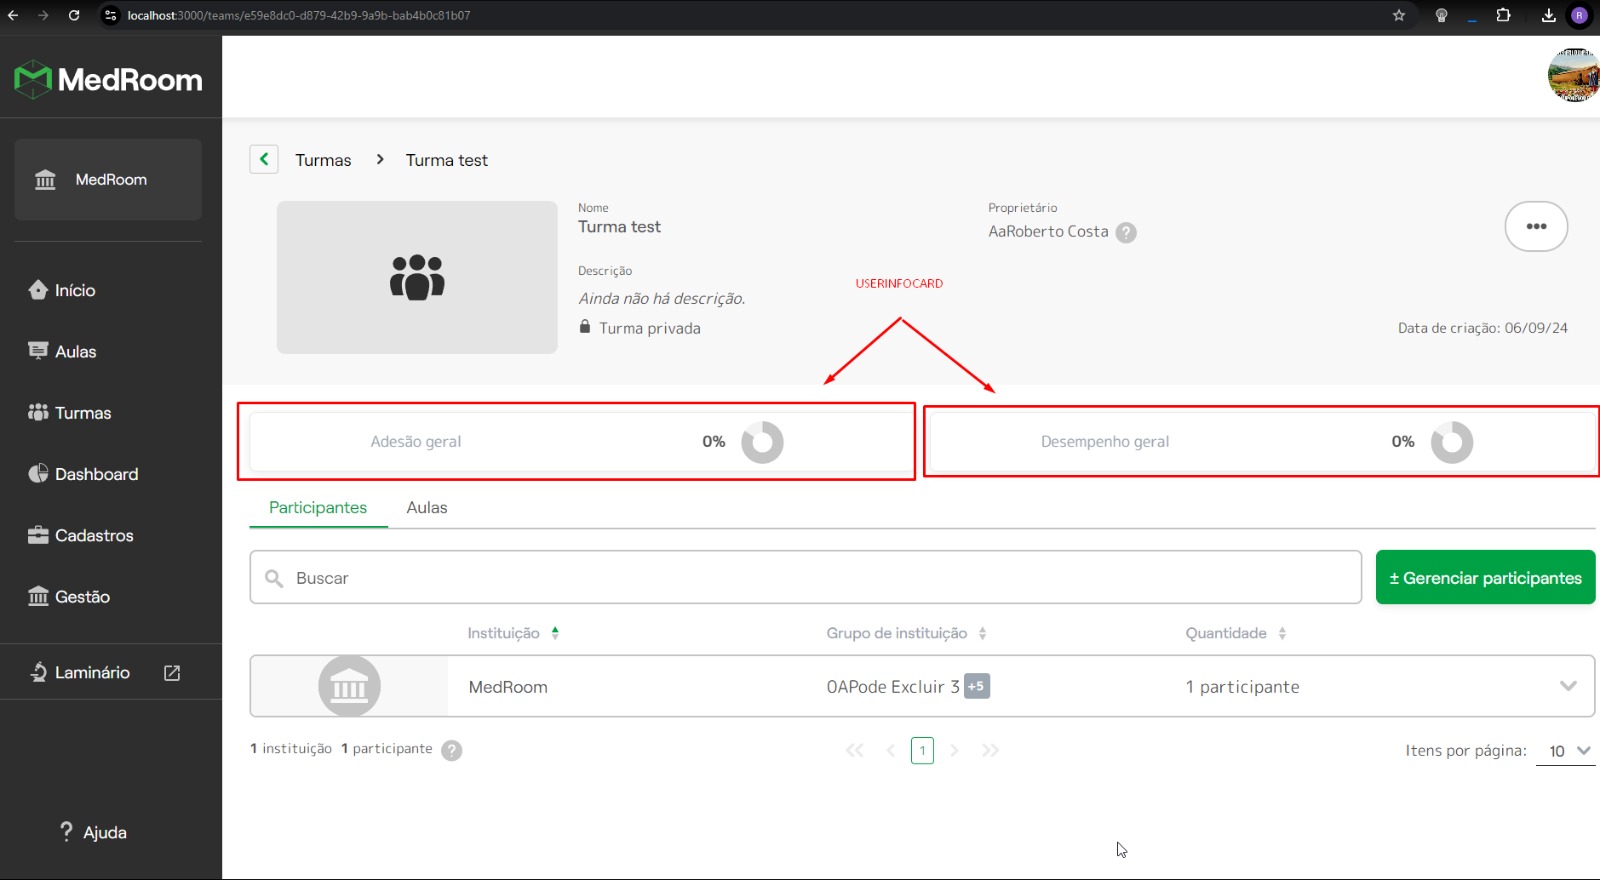 localhost:3000/teams/e59e8dc0-d879-42b9-9a9b-bab4b0c81b07
R
MedRoom
MedRoom
Início
Aulas
Turmas
Dashboard
Cadastros
Gestão
Laminário
? Ajuda
Turmas > Turma test
Nome
Turma test
Proprietário
AaRoberto Costa ?
•••
Descrição
Ainda não há descrição.
Turma privada
USERINFOCARD
Data de criação: 06/09/24
Adesão geral 0%
Desempenho geral 0%
Participantes Aulas
Buscar
± Gerenciar participantes
Instituição Grupo de instituição Quantidade
MedRoom 0APode Excluir 3 +5 1 participante
1 instituição 1 participante ?
1
Itens por página: 10